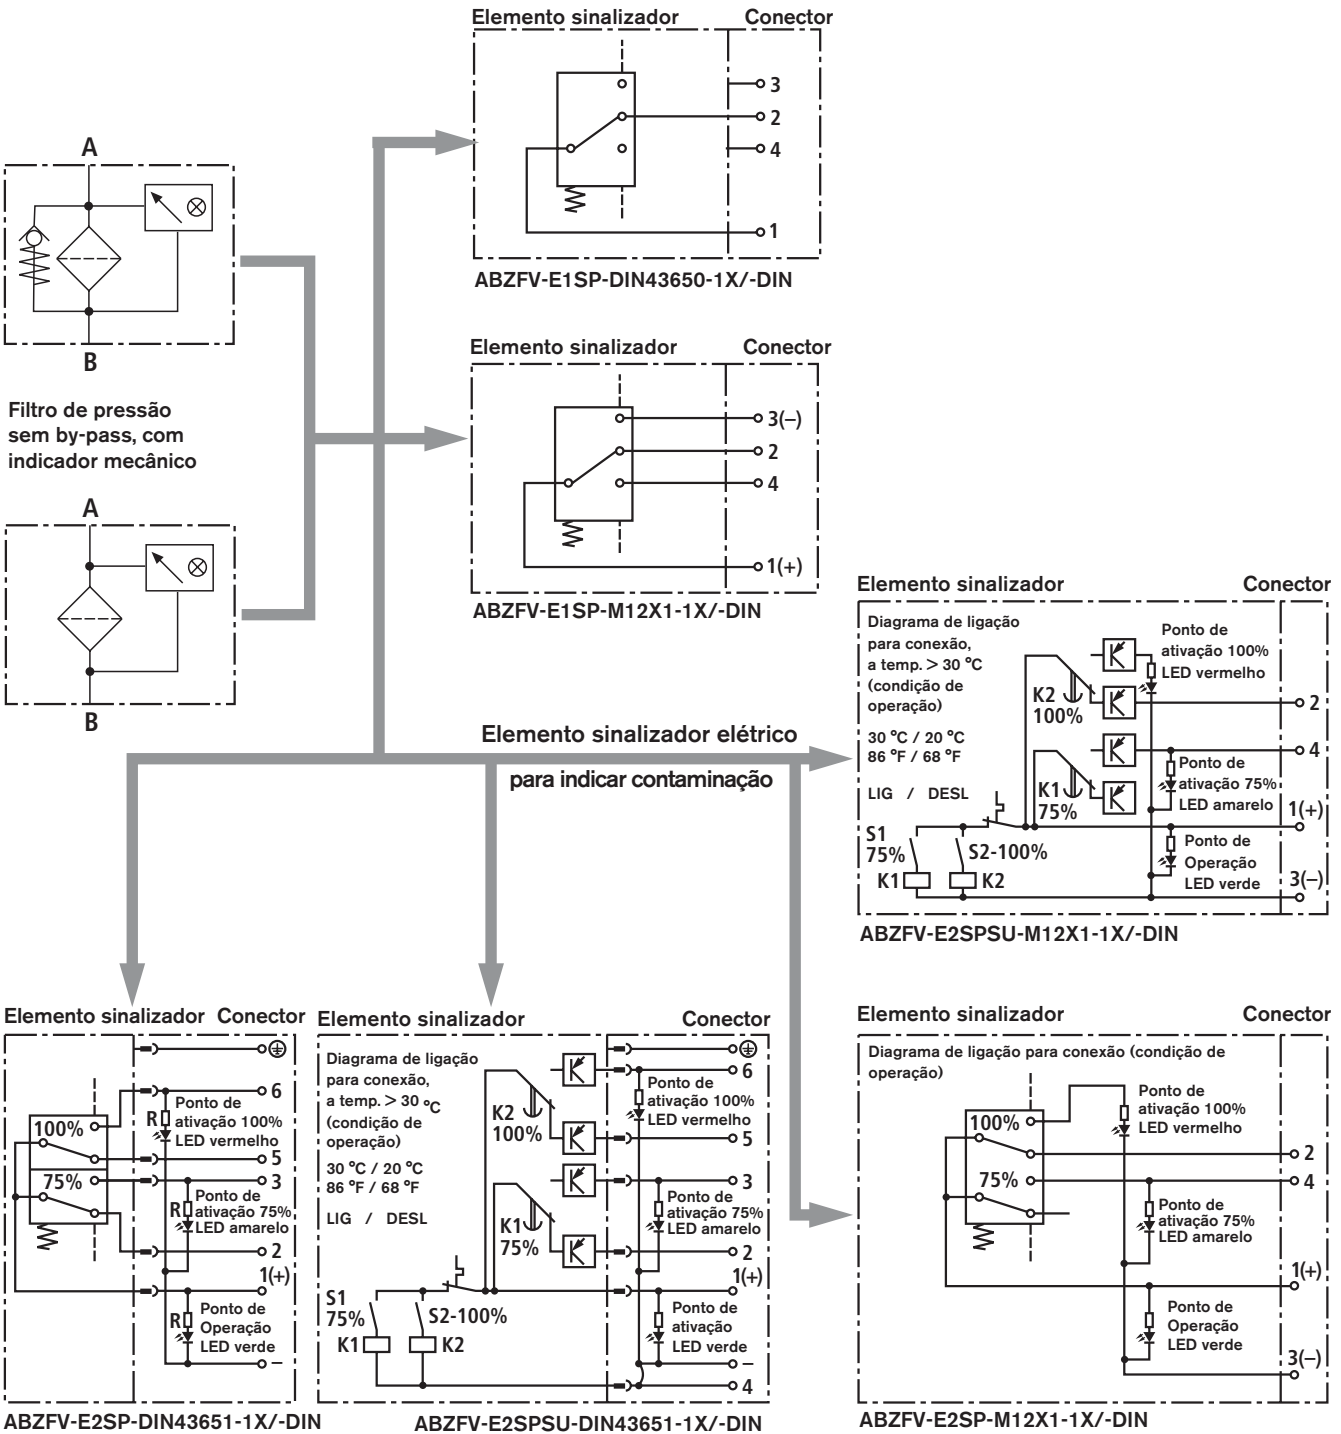 Elemento sinalizador Conector
3
2
4
1
ABZFV-E1SP-DIN43650-1X/-DIN
A
B
Filtro de pressão
sem by-pass, com
indicador mecânico
Elemento sinalizador Conector
3(–)
2
4
1(+)
ABZFV-E1SP-M12X1-1X/-DIN
A
B
Elemento sinalizador elétrico
para indicar contaminação
Elemento sinalizador Conector
Diagrama de ligação
para conexão,
a temp. > 30 °C
(condição de
operação)
30 °C / 20 °C
86 °F / 68 °F
LIG / DESL
K2
100%
K1
75%
S1
75%
S2-100%
K1
K2
Ponto de
ativação 100%
LED vermelho
2
4
Ponto de
ativação 75%
LED amarelo
1(+)
Ponto de
Operação
LED verde
3(–)
ABZFV-E2SPSU-M12X1-1X/-DIN
Elemento sinalizador Conector
6
100%
R
Ponto de
ativação 100%
LED vermelho
5
75%
3
R
Ponto de
ativação 75%
LED amarelo
2
1(+)
R
Ponto de
Operação
LED verde
–
ABZFV-E2SP-DIN43651-1X/-DIN
Elemento sinalizador Conector
Diagrama de ligação
para conexão,
a temp. > 30 °C
(condição de
operação)
30 °C / 20 °C
86 °F / 68 °F
LIG / DESL
K2
100%
K1
75%
S1
75%
S2-100%
K1
K2
6
Ponto de
ativação 100%
LED vermelho
5
3
Ponto de
ativação 75%
LED amarelo
2
1(+)
Ponto de
ativação
LED verde
–
4
ABZFV-E2SPSU-DIN43651-1X/-DIN
Elemento sinalizador Conector
Diagrama de ligação para conexão (condição de
operação)
100%
75%
Ponto de
ativação 100%
LED vermelho
2
4
Ponto de
ativação 75%
LED amarelo
1(+)
Ponto de
Operação
LED verde
3(–)
ABZFV-E2SP-M12X1-1X/-DIN